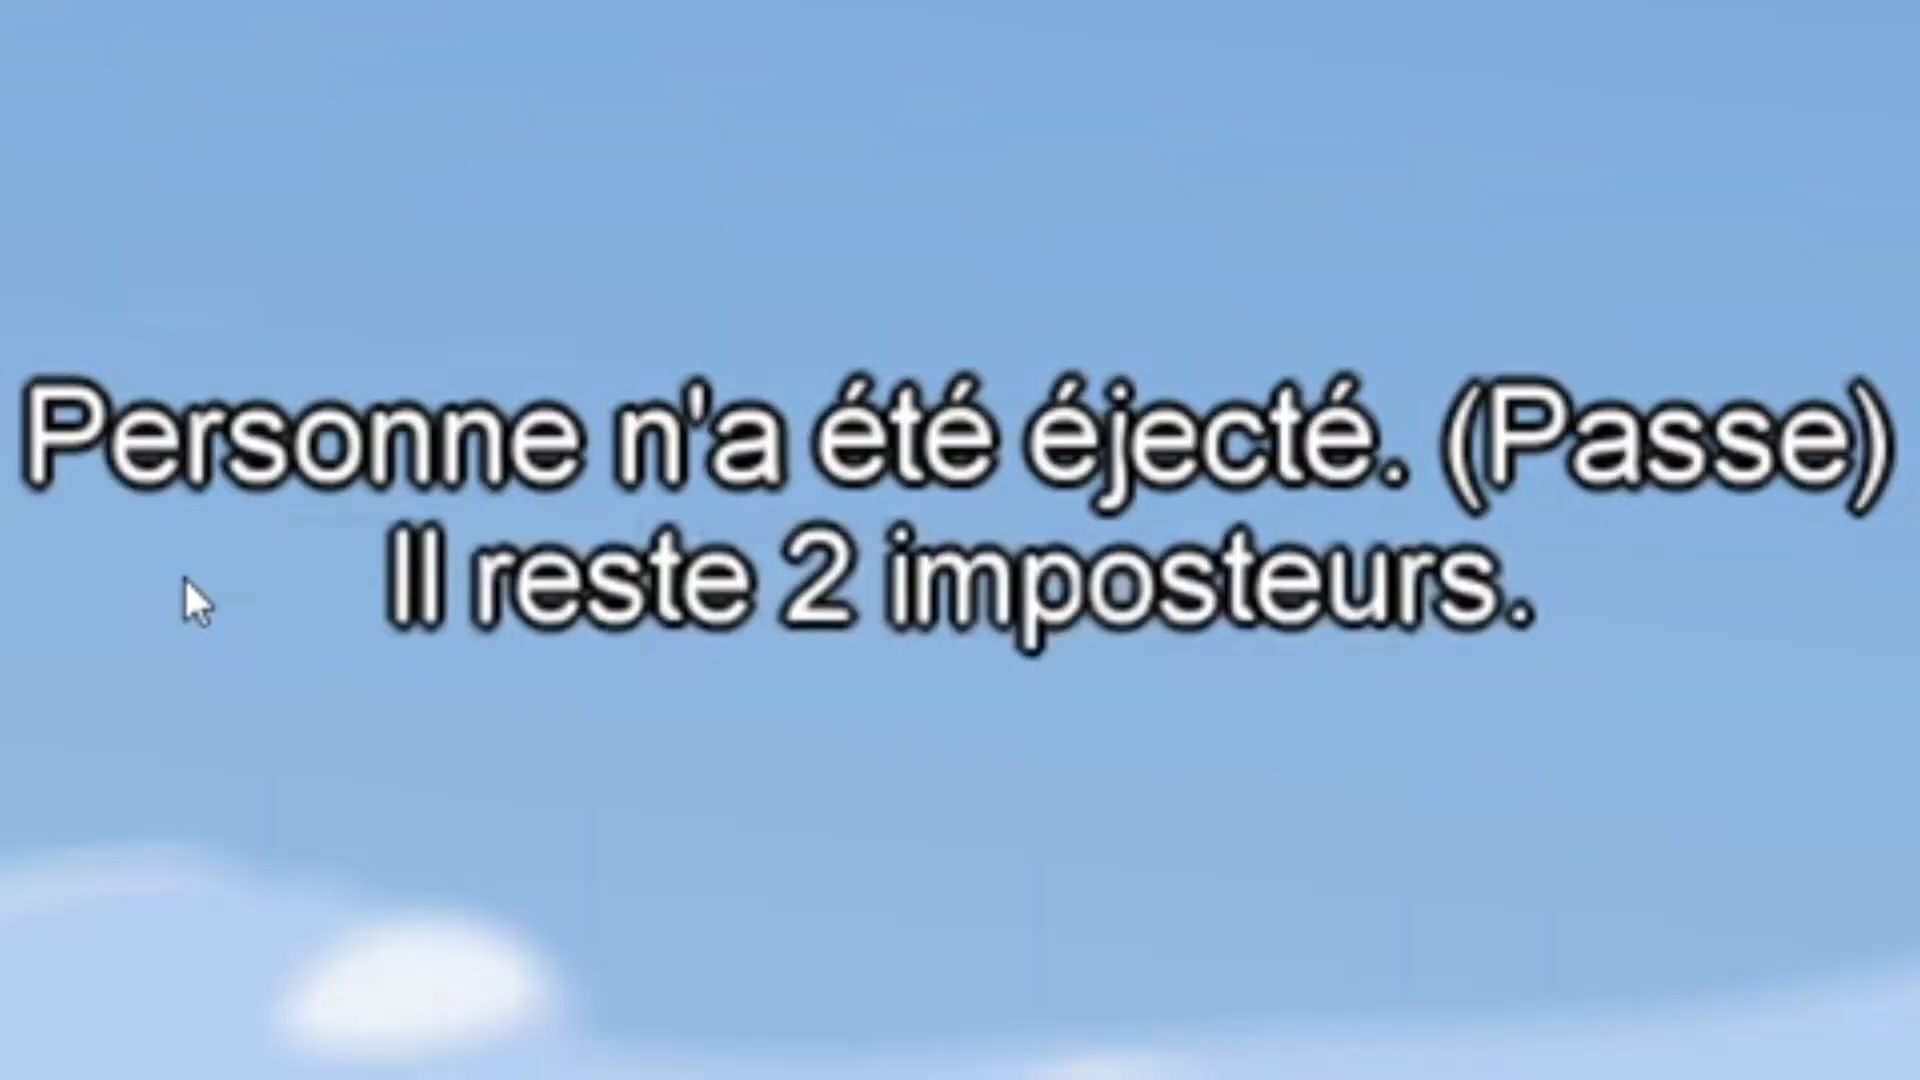 Personne n'a été éjecté. (Passe)
Il reste 2 imposteurs.